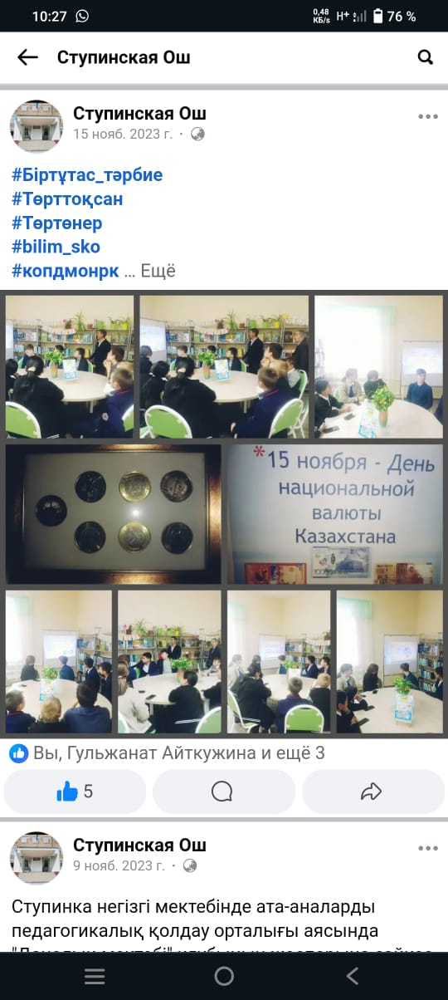 10:27
0,48
КБ/s
H+
76 %
Ступинская Ош
Ступинская Ош
15 нояб. 2023 г. ·
#Біртұтас_тәрбие
#Төрттоқсан
#Төртөнер
#bilim_sko
#копдмонрк ... Ещё
*15 ноября - День
национальной
валюты
Казахстана
Вы, Гульжанат Айткужина и ещё 3
5
Ступинская Ош
9 нояб. 2023 г. ·
Ступинка негізгі мектебінде ата-аналарды
педагогикалық қолдау орталығы аясында